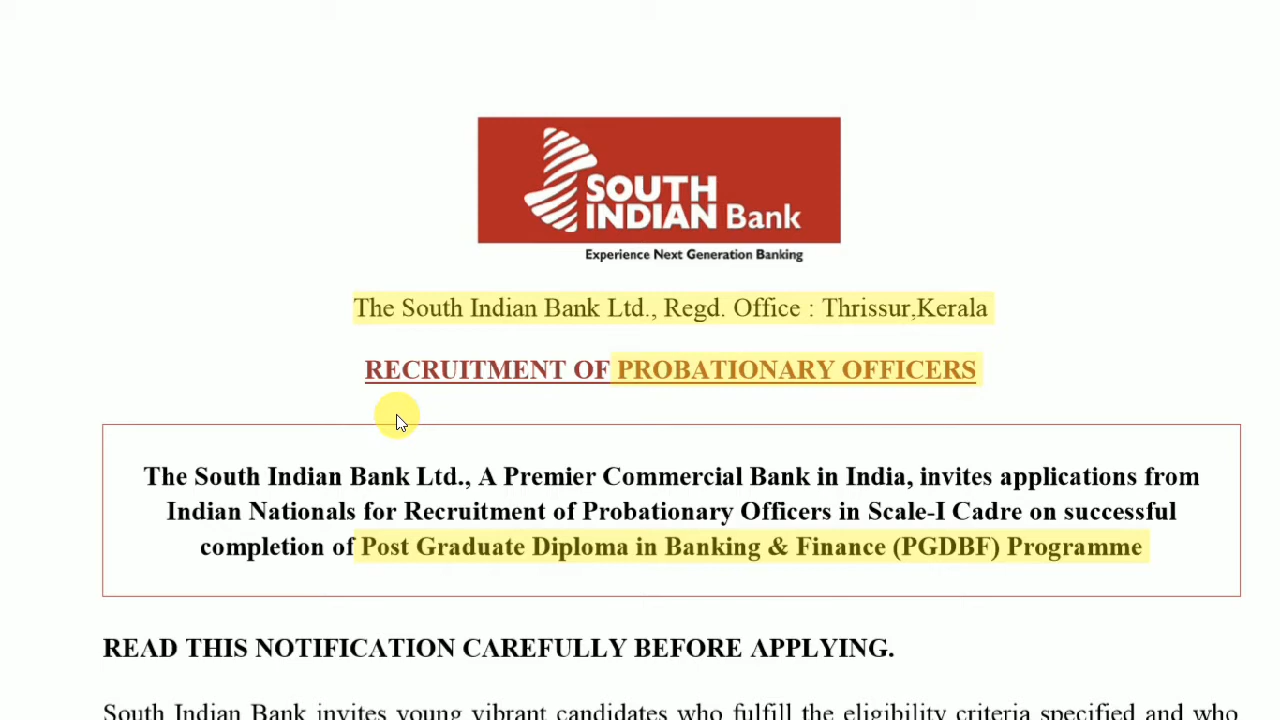 SOUTH
INDIAN Bank
Experience Next Generation Banking
The South Indian Bank Ltd., Regd. Office : Thrissur,Kerala
RECRUITMENT OF PROBATIONARY OFFICERS
The South Indian Bank Ltd., A Premier Commercial Bank in India, invites applications from
Indian Nationals for Recruitment of Probationary Officers in Scale-I Cadre on successful
completion of Post Graduate Diploma in Banking & Finance (PGDBF) Programme
READ THIS NOTIFICATION CAREFULLY BEFORE APPLYING.
South Indian Bank invites young vibrant candidates who fulfill the eligibility criteria specified and who